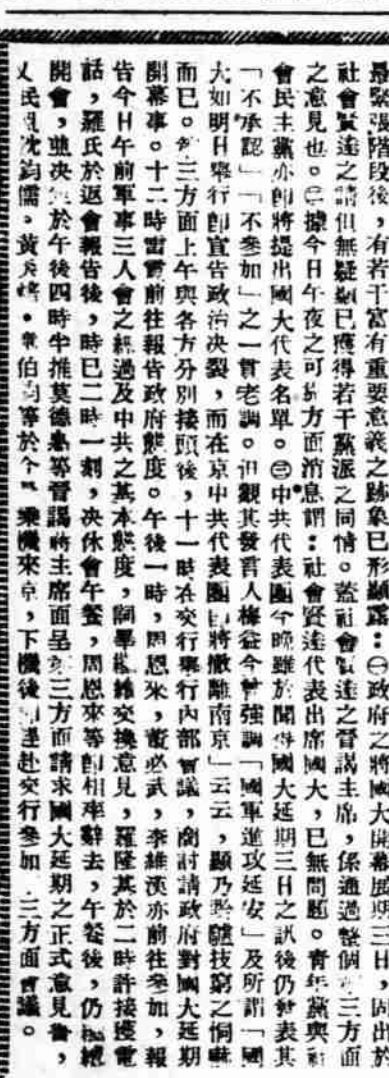 最緊張階段後，有若干富有重要意義之跡象已形顯露：㊀政府之將國大開幕展期三日，固出於
社會賢達之請但無疑已獲得若干黨派之同情。蓋社會賢達之晉謁主席，係通過整個三方面
之意見也。㊁據今日午夜之可方面消息謂：社會賢達代表出席國大，已無問題。青年黨與
會民主黨亦即將提出國大代表名單。㊂中共代表團今晚雖於聞得國大延期三日之訊後仍曾表其
「不承認」「不參加」之一貫老調。但觀其發言人梅益今曾強調「國軍進攻延安」及所謂「國
大如明日舉行即宣告政治決裂，而在京中共代表團即將撤離南京」云云，顯乃黔驢技窮之恫嚇
而已。三方面上午與各方分別接頭後，十一時在交行舉行內部會議，商討請政府對國大延期
開幕事。十二時雷震前往報告政府態度。午後一時，周恩來，董必武，李維漢亦前往參加，報
告今日午前軍事三人會之經過及中共之基本態度，詞畢繼續交換意見，羅隆基於二時許接獲電
話，羅氏於返會報告後，時已二時一刻，決休會午餐，周恩來等即相率辭去，午餐後，仍繼續
開會，並決於午後四時半推莫德惠等晉謁蔣主席面呈三方面請求國大延期之正式意見書，
又民盟沈鈞儒。黃炎培。章伯鈞等於今乘機來京，下機後即逕赴交行參加三方面會議。